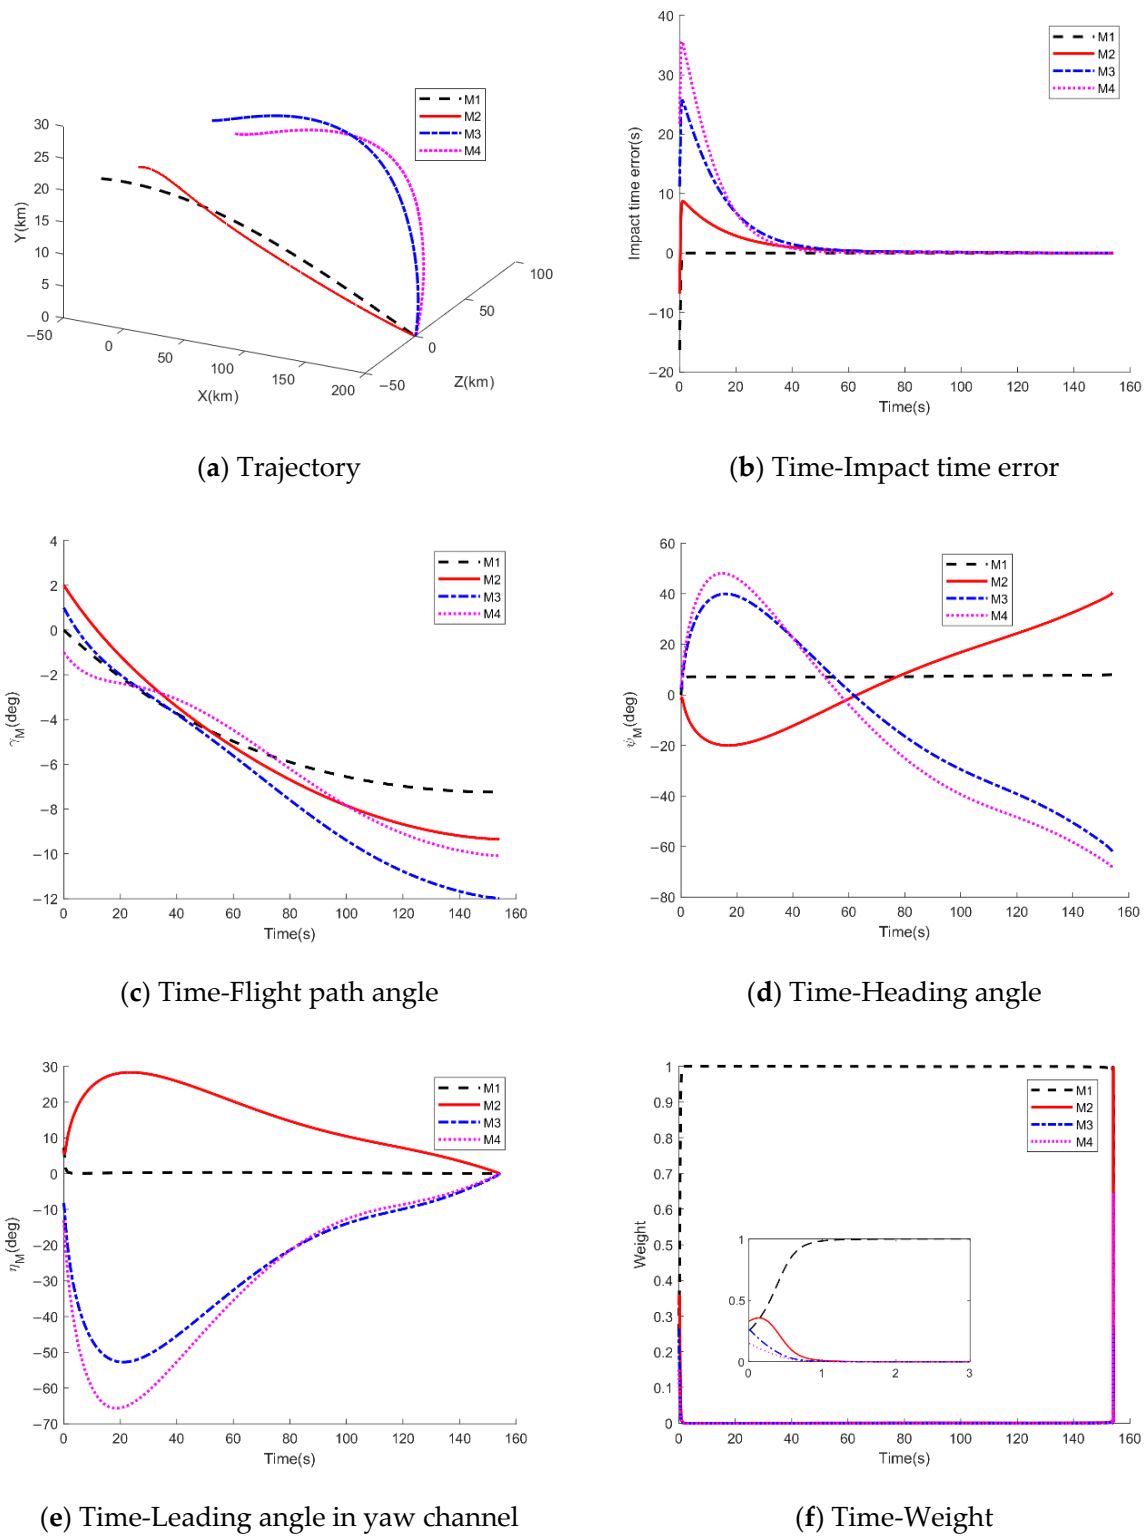 M1
M2
M3
M4
30
25
20
15
10
5
0
Y(km)
−50
0
50
100
150
200
X(km)
−50
0
50
100
Z(km)
(a) Trajectory
M1
M2
M3
M4
40
30
20
10
0
−10
−20
Impact time error(s)
0 20 40 60 80 100 120 140 160
Time(s)
(b) Time-Impact time error
M1
M2
M3
M4
4
2
0
−2
−4
−6
−8
−10
−12
γM(deg)
0 20 40 60 80 100 120 140 160
Time(s)
(c) Time-Flight path angle
M1
M2
M3
M4
60
40
20
0
−20
−40
−60
−80
ψM(deg)
0 20 40 60 80 100 120 140 160
Time(s)
(d) Time-Heading angle
M1
M2
M3
M4
30
20
10
0
−10
−20
−30
−40
−50
−60
−70
ηM(deg)
0 20 40 60 80 100 120 140 160
Time(s)
(e) Time-Leading angle in yaw channel
M1
M2
M3
M4
1
0.9
0.8
0.7
0.6
0.5
0.4
0.3
0.2
0.1
0
Weight
1
0.5
0
0 1 2 3
0 20 40 60 80 100 120 140 160
Time(s)
(f) Time-Weight